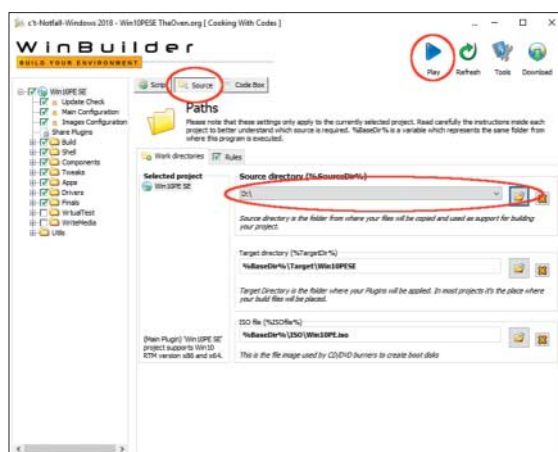 c't-Notfall-Windows 2018 - Win10PESE TheOven.org [ Cooking With Codes ]
WinBuilder
BUILD YOUR ENVIRONMENT
Play
Refresh
Tools
Download
Script
Source
Code Box
Win10PE SE
Update Check
Main Configuration
Images Configuration
Share Plugins
Build
Shell
Components
Tweaks
Apps
Drivers
Finals
VirtualTest
WriteMedia
Utils
Paths
Please note that these settings only apply to the currently selected project. Read carefully the instructions inside each
project to better understand which source is required. %BaseDir% is a variable which represents the same folder from
where this program is executed.
Work directories
Rules
Selected project
Win10PE SE
Source directory (%SourceDir%)
D:\
Source directory is the folder from where your files will be copied and used as support for building
your project.
Target directory (%TargetDir%)
%BaseDir%\Target\Win10PESE
Target Directory is the folder where your Plugins will be applied. In most projects it's the place where
your build files will be placed.
ISO file (%ISOfile%)
%BaseDir%\ISO\Win10PE.iso
This is the file image used by CD/DVD burners to create boot disks
(Main Plugin) 'Win10PE SE'
project supports Win10
RTM version x86 and x64.